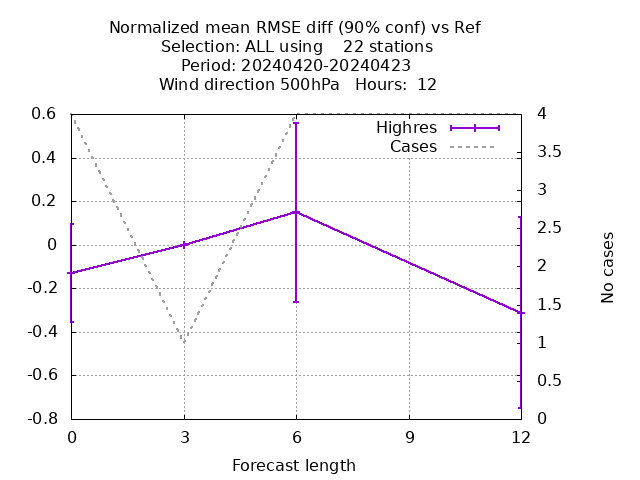 Normalized mean RMSE diff (90% conf) vs Ref
Selection: ALL using    22 stations
Period: 20240420-20240423
Wind direction 500hPa   Hours:  12
Highres
Cases
0.6
0.4
0.2
0
-0.2
-0.4
-0.6
-0.8
4
3.5
3
2.5
2
1.5
1
0.5
0
No cases
0 3 6 9 12
Forecast length